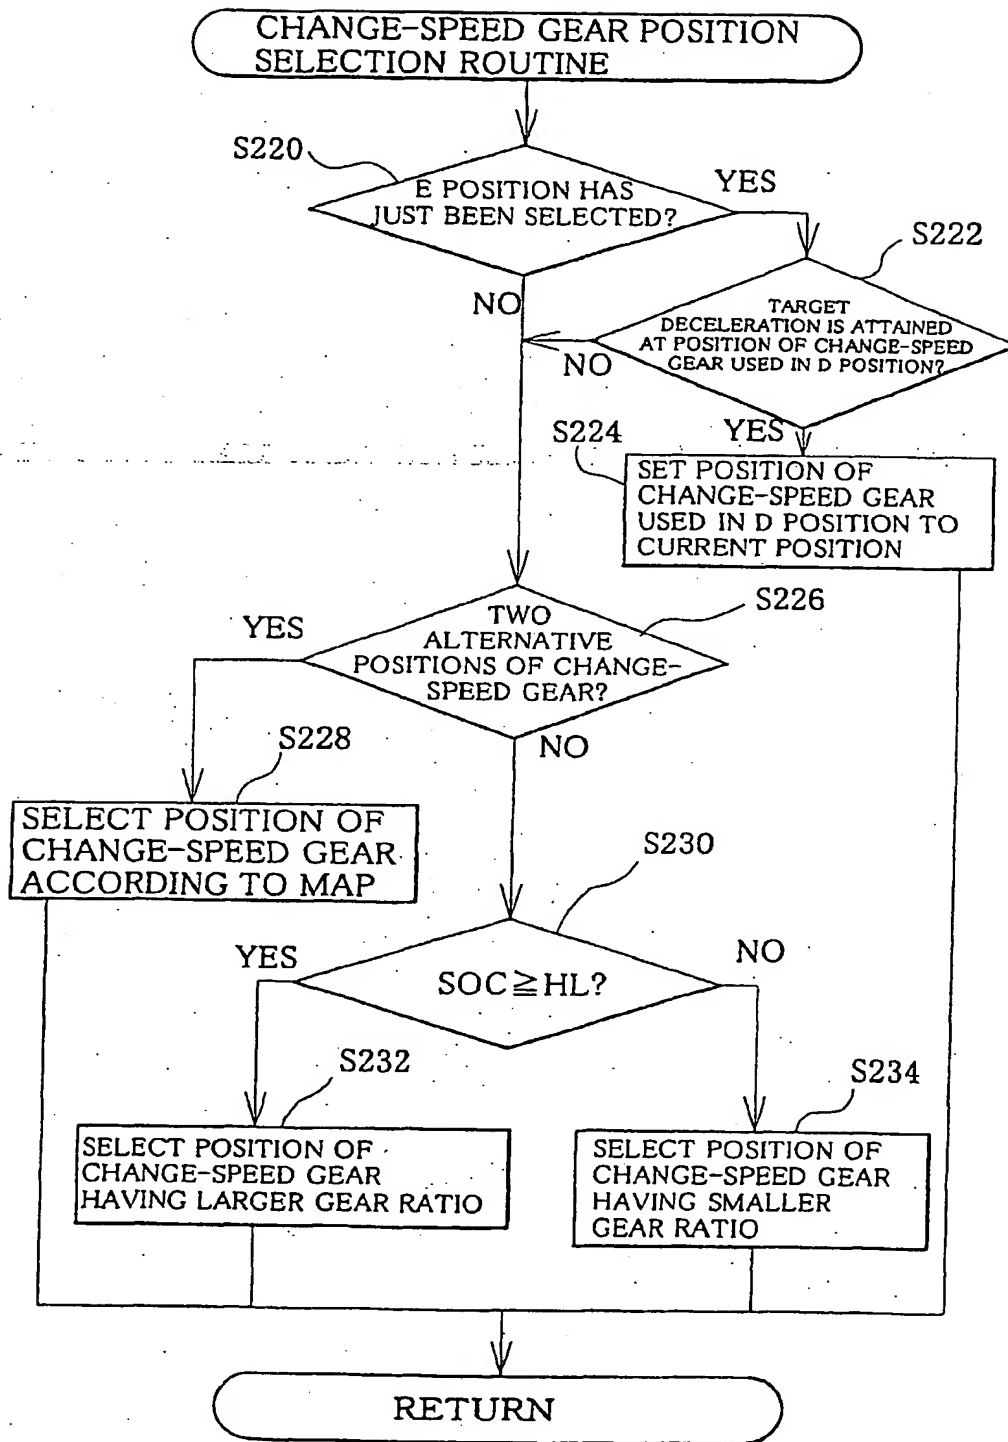 CHANGE-SPEED GEAR POSITION
SELECTION ROUTINE
S220
E POSITION HAS
JUST BEEN SELECTED?
YES
NO
S222
TARGET
DECELERATION IS ATTAINED
AT POSITION OF CHANGE-SPEED
GEAR USED IN D POSITION?
NO
YES
S224
SET POSITION OF
CHANGE-SPEED GEAR
USED IN D POSITION TO
CURRENT POSITION
S226
TWO
ALTERNATIVE
POSITIONS OF CHANGE-
SPEED GEAR?
YES
NO
S228
SELECT POSITION OF
CHANGE-SPEED GEAR
ACCORDING TO MAP
S230
SOC≧HL?
YES
NO
S232
SELECT POSITION OF
CHANGE-SPEED GEAR
HAVING LARGER GEAR RATIO
S234
SELECT POSITION OF
CHANGE-SPEED GEAR
HAVING SMALLER
GEAR RATIO
RETURN